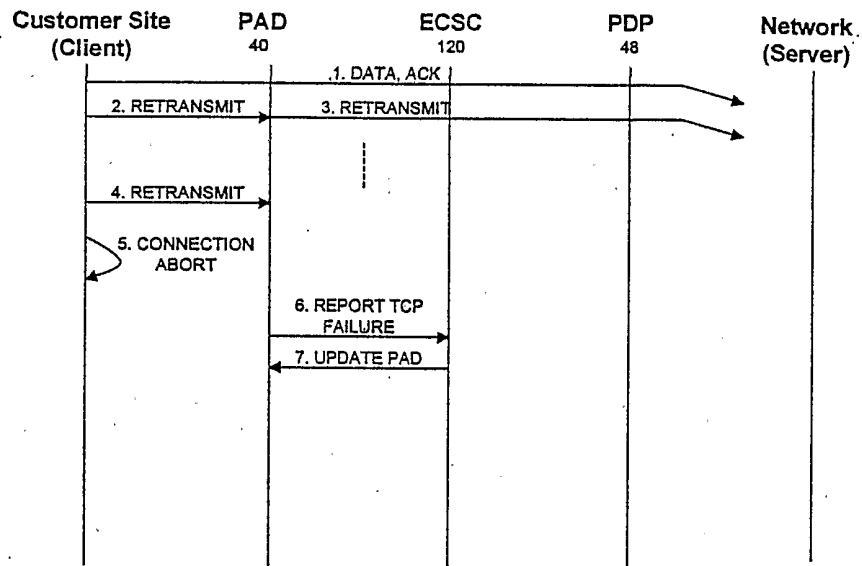 Customer Site
(Client)
PAD
40
ECSC
120
PDP
48
Network
(Server)
1. DATA, ACK
2. RETRANSMIT
3. RETRANSMIT
4. RETRANSMIT
5. CONNECTION
ABORT
6. REPORT TCP
FAILURE
7. UPDATE PAD